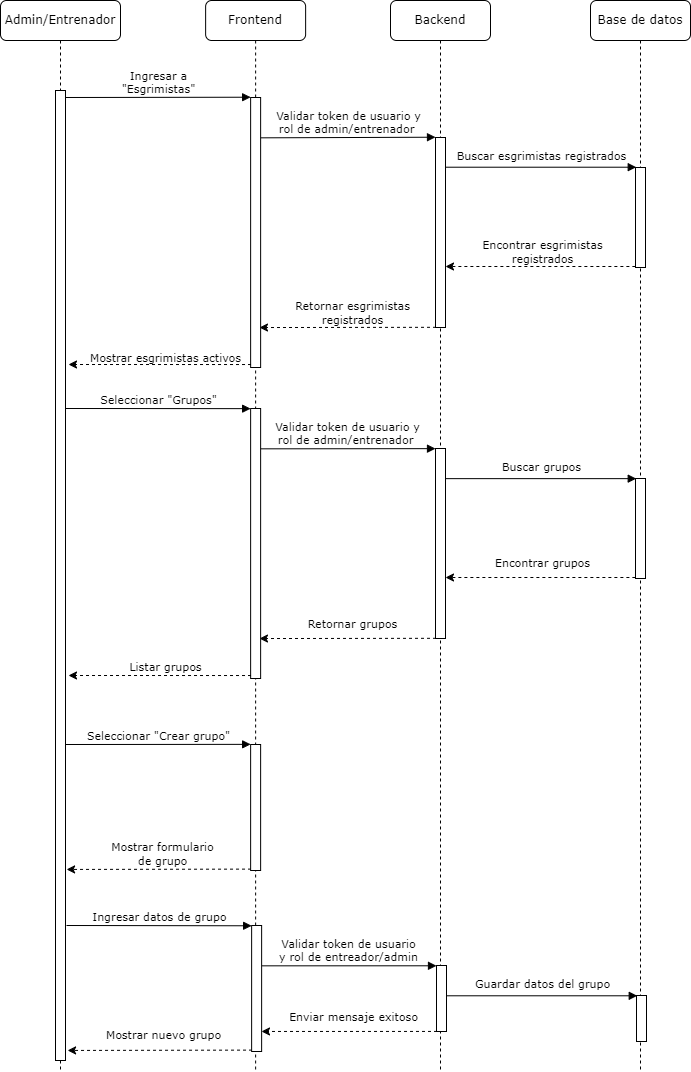 Admin/Entrenador
Frontend
Backend
Base de datos
Ingresar a
"Esgrimistas"
Validar token de usuario y
rol de admin/entrenador
Buscar esgrimistas registrados
Encontrar esgrimistas
registrados
Retornar esgrimistas
registrados
Mostrar esgrimistas activos
Seleccionar "Grupos"
Validar token de usuario y
rol de admin/entrenador
Buscar grupos
Encontrar grupos
Retornar grupos
Listar grupos
Seleccionar "Crear grupo"
Mostrar formulario
de grupo
Ingresar datos de grupo
Validar token de usuario
y rol de entreador/admin
Guardar datos del grupo
Enviar mensaje exitoso
Mostrar nuevo grupo